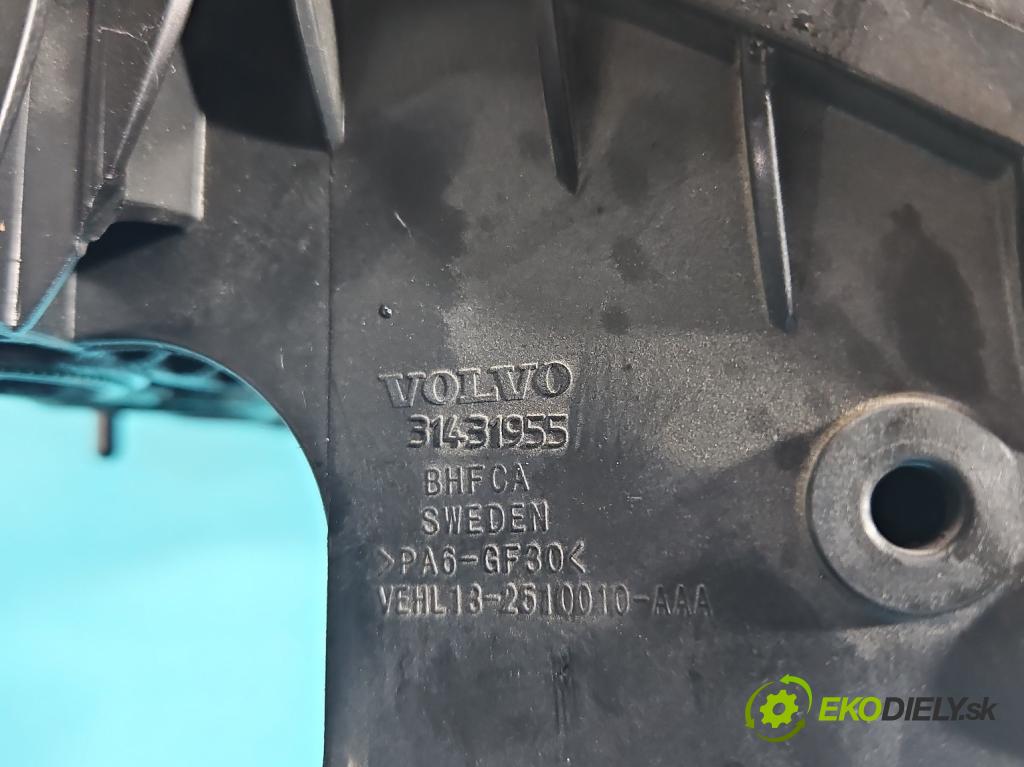 VOLVO
31431955
BHFCA
SWEDEN
>PA6-GF30<
VEHL13-2510010-AAA
EKODIELY.sk